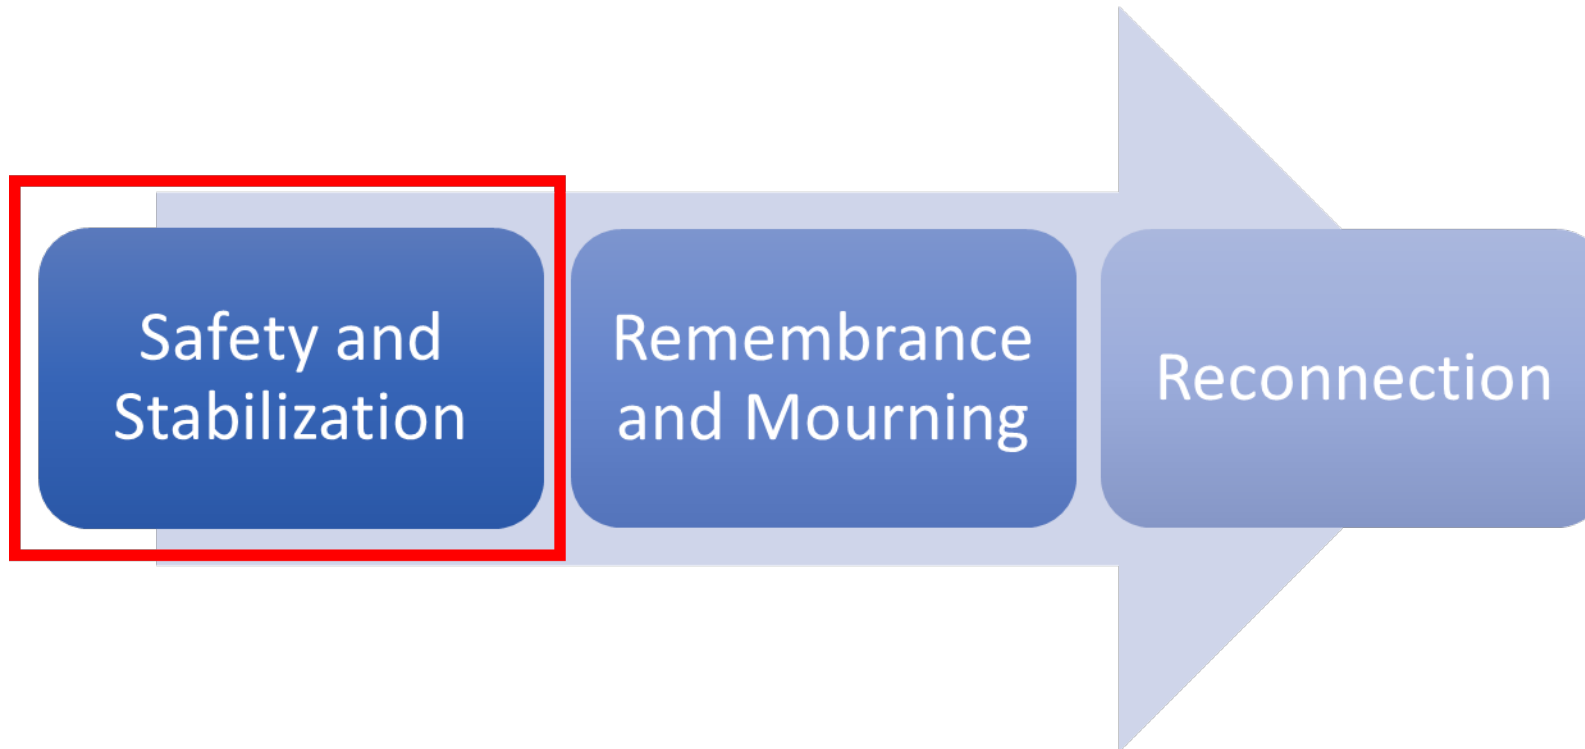 Safety and
Stabilization
Remembrance
and Mourning
Reconnection